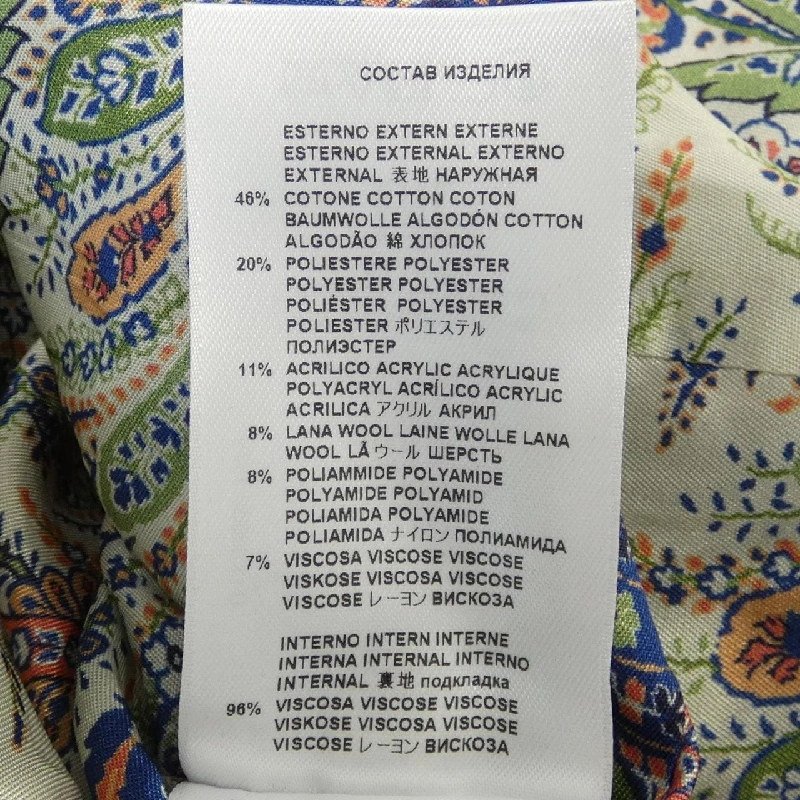 СОСТАВ ИЗДЕЛИЯ
ESTERNO EXTERN EXTERNE
ESTERNO EXTERNAL EXTERNO
EXTERNAL 表地 НАРУЖНАЯ
46% COTONE COTTON COTON
BAUMWOLLE ALGODÓN COTTON
ALGODÃO 綿 ХЛОПОК
20% POLIESTERE POLYESTER
POLYESTER POLYESTER
POLIÉSTER POLYESTER
POLIESTER ポリエステル
ПОЛИЭСТЕР
11% ACRILICO ACRYLIC ACRYLIQUE
POLYACRYL ACRÍLICO ACRYLIC
ACRILICA アクリル АКРИЛ
8% LANA WOOL LAINE WOLLE LANA
WOOL LÃ ウール ШЕРСТЬ
8% POLIAMMIDE POLYAMIDE
POLYAMIDE POLYAMID
POLIAMIDA POLYAMIDE
POLIAMIDA ナイロン ПОЛИАМИДА
7% VISCOSA VISCOSE VISCOSE
VISKOSE VISCOSA VISCOSE
VISCOSE レーヨン ВИСКОЗА
INTERNO INTERN INTERNE
INTERNA INTERNAL INTERNO
INTERNAL 裏地 подкладка
96% VISCOSA VISCOSE VISCOSE
VISKOSE VISCOSA VISCOSE
VISCOSE レーヨン ВИСКОЗА